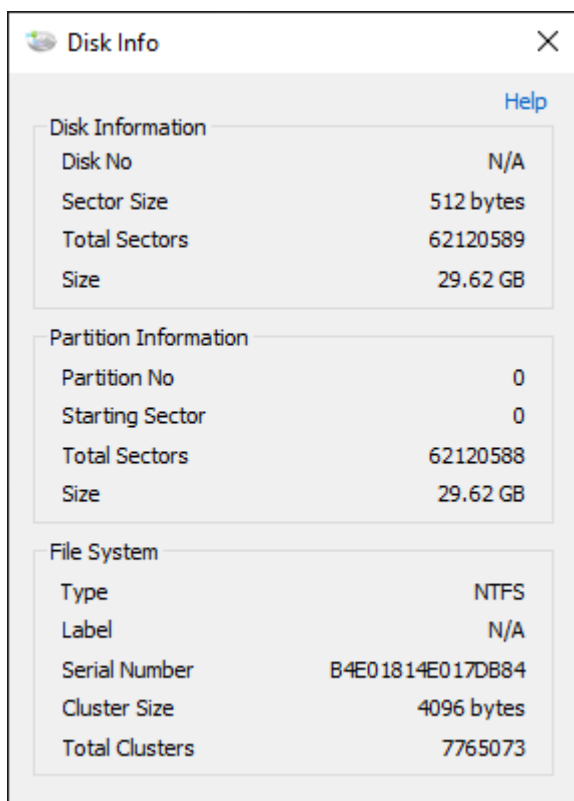 Disk Info
Help
Disk Information
Disk No N/A
Sector Size 512 bytes
Total Sectors 62120589
Size 29.62 GB
Partition Information
Partition No 0
Starting Sector 0
Total Sectors 62120588
Size 29.62 GB
File System
Type NTFS
Label N/A
Serial Number B4E01814E017DB84
Cluster Size 4096 bytes
Total Clusters 7765073